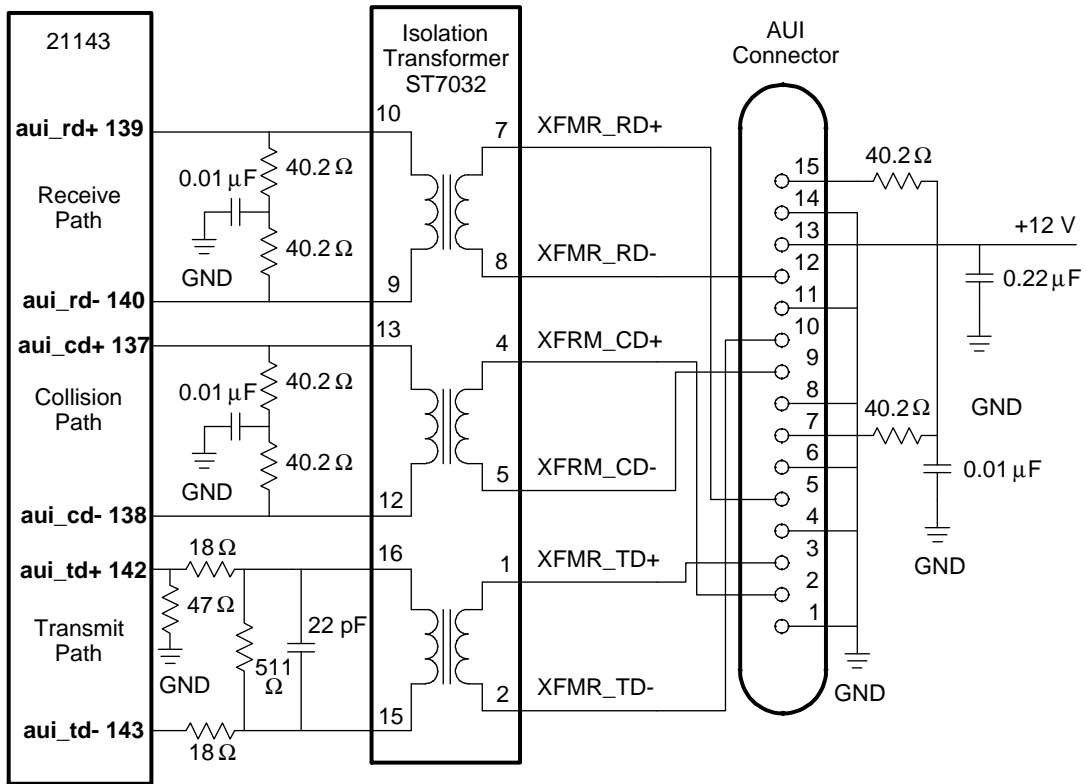 21143
Isolation
Transformer
ST7032
AUI
Connector
aui_rd+ 139
Receive
Path
aui_rd- 140
aui_cd+ 137
Collision
Path
aui_cd- 138
aui_td+ 142
Transmit
Path
aui_td- 143
0.01 μF
40.2 Ω
40.2 Ω
GND
0.01 μF
40.2 Ω
40.2 Ω
GND
18 Ω
47 Ω
GND
511
Ω
22 pF
18 Ω
10
9
13
12
16
15
7
8
4
5
1
2
XFMR_RD+
XFMR_RD-
XFRM_CD+
XFRM_CD-
XFMR_TD+
XFMR_TD-
15
14
13
12
11
10
9
8
7
6
5
4
3
2
1
40.2 Ω
+12 V
0.22 μF
GND
40.2 Ω
0.01 μF
GND
GND